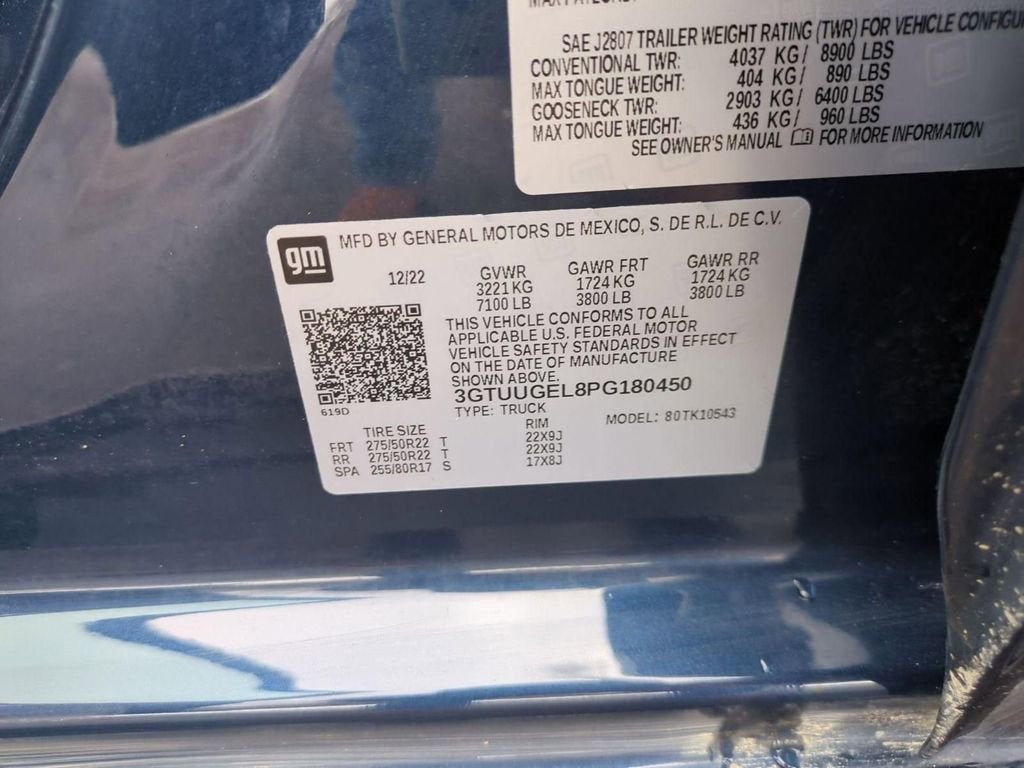 SAE J2807 TRAILER WEIGHT RATING (TWR) FOR VEHICLE
CONVENTIONAL TWR: 4037 KG/ 8900 LBS
MAX TONGUE WEIGHT: 404 KG/ 890 LBS
GOOSENECK TWR: 2903 KG/ 6400 LBS
MAX TONGUE WEIGHT: 436 KG/ 960 LBS
SEE OWNER'S MANUAL FOR MORE INFORMATION
gm
MFD BY GENERAL MOTORS DE MEXICO, S. DE R.L. DE C.V.
12/22 GVWR GAWR FRT GAWR RR
3221 KG 1724 KG 1724 KG
7100 LB 3800 LB 3800 LB
THIS VEHICLE CONFORMS TO ALL
APPLICABLE U.S. FEDERAL MOTOR
VEHICLE SAFETY STANDARDS IN EFFECT
ON THE DATE OF MANUFACTURE
SHOWN ABOVE.
3GTUUGEL8PG180450
619D
TYPE: TRUCK MODEL: 80TK10543
TIRE SIZE RIM
FRT 275/50R22 T 22X9J
RR 275/50R22 T 22X9J
SPA 255/80R17 S 17X8J